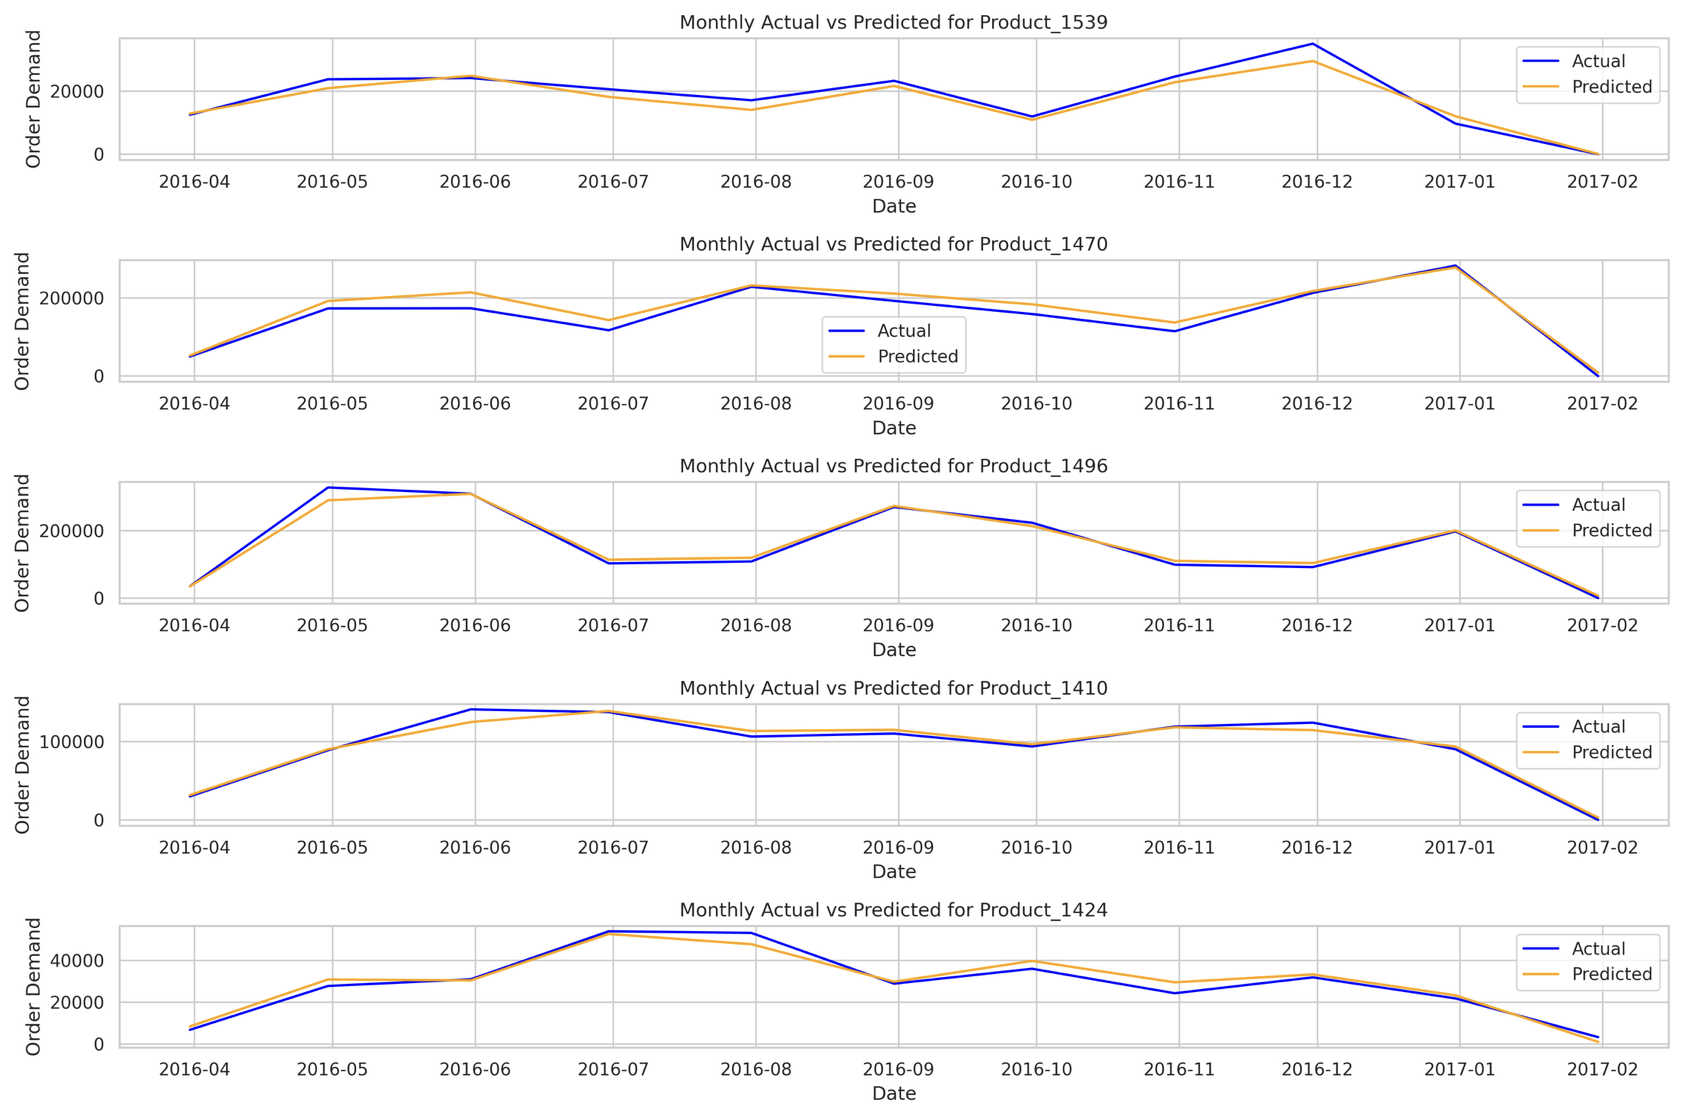 Monthly Actual vs Predicted for Product_1539
Order Demand
20000
0
Actual
Predicted
2016-04 2016-05 2016-06 2016-07 2016-08 2016-09 2016-10 2016-11 2016-12 2017-01 2017-02
Date
Monthly Actual vs Predicted for Product_1470
Order Demand
200000
0
Actual
Predicted
2016-04 2016-05 2016-06 2016-07 2016-08 2016-09 2016-10 2016-11 2016-12 2017-01 2017-02
Date
Monthly Actual vs Predicted for Product_1496
Order Demand
200000
0
Actual
Predicted
2016-04 2016-05 2016-06 2016-07 2016-08 2016-09 2016-10 2016-11 2016-12 2017-01 2017-02
Date
Monthly Actual vs Predicted for Product_1410
Order Demand
100000
0
Actual
Predicted
2016-04 2016-05 2016-06 2016-07 2016-08 2016-09 2016-10 2016-11 2016-12 2017-01 2017-02
Date
Monthly Actual vs Predicted for Product_1424
Order Demand
40000
20000
0
Actual
Predicted
2016-04 2016-05 2016-06 2016-07 2016-08 2016-09 2016-10 2016-11 2016-12 2017-01 2017-02
Date